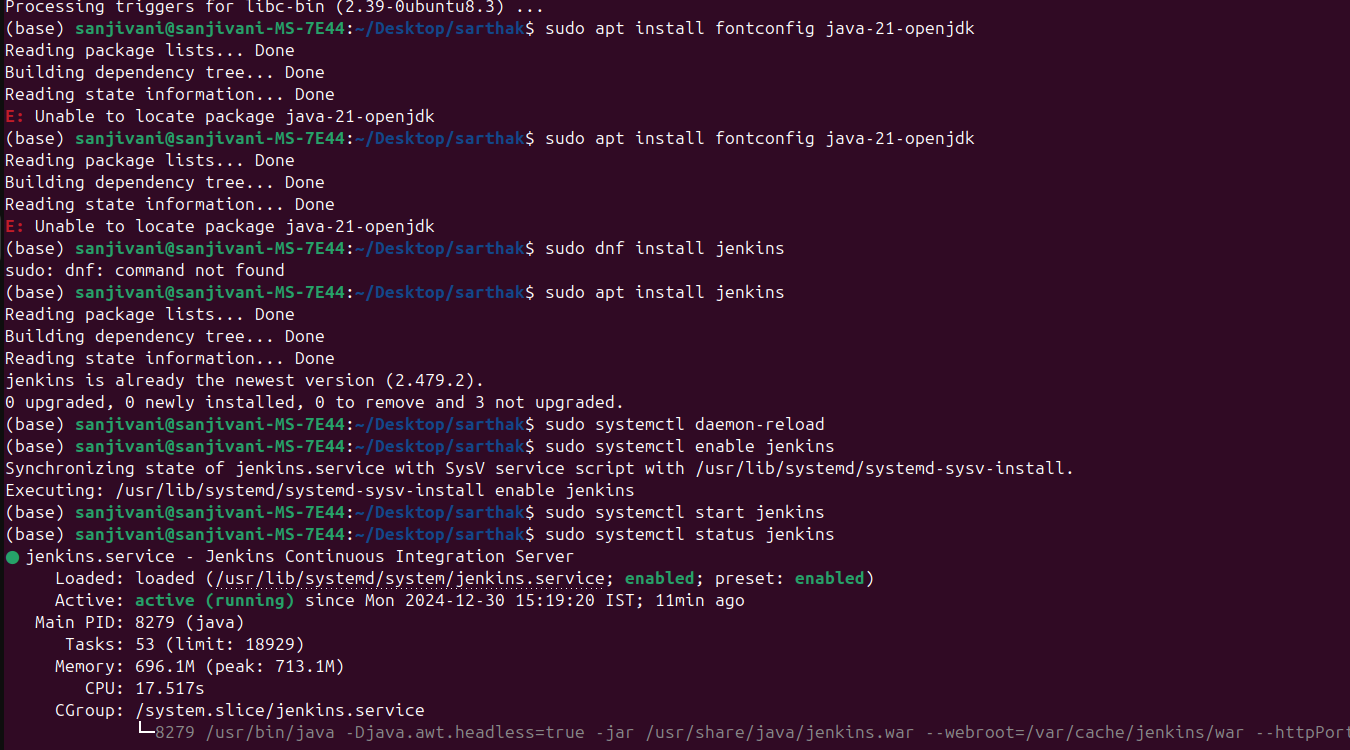 Processing triggers for libc-bin (2.39-0ubuntu8.3) ...
(base) sanjivani@sanjivani-MS-7E44:~/Desktop/sarthak$ sudo apt install fontconfig java-21-openjdk
Reading package lists... Done
Building dependency tree... Done
Reading state information... Done
E: Unable to locate package java-21-openjdk
(base) sanjivani@sanjivani-MS-7E44:~/Desktop/sarthak$ sudo apt install fontconfig java-21-openjdk
Reading package lists... Done
Building dependency tree... Done
Reading state information... Done
E: Unable to locate package java-21-openjdk
(base) sanjivani@sanjivani-MS-7E44:~/Desktop/sarthak$ sudo dnf install jenkins
sudo: dnf: command not found
(base) sanjivani@sanjivani-MS-7E44:~/Desktop/sarthak$ sudo apt install jenkins
Reading package lists... Done
Building dependency tree... Done
Reading state information... Done
jenkins is already the newest version (2.479.2).
0 upgraded, 0 newly installed, 0 to remove and 3 not upgraded.
(base) sanjivani@sanjivani-MS-7E44:~/Desktop/sarthak$ sudo systemctl daemon-reload
(base) sanjivani@sanjivani-MS-7E44:~/Desktop/sarthak$ sudo systemctl enable jenkins
Synchronizing state of jenkins.service with SysV service script with /usr/lib/systemd/systemd-sysv-install.
Executing: /usr/lib/systemd/systemd-sysv-install enable jenkins
(base) sanjivani@sanjivani-MS-7E44:~/Desktop/sarthak$ sudo systemctl start jenkins
(base) sanjivani@sanjivani-MS-7E44:~/Desktop/sarthak$ sudo systemctl status jenkins
● jenkins.service - Jenkins Continuous Integration Server
     Loaded: loaded (/usr/lib/systemd/system/jenkins.service; enabled; preset: enabled)
     Active: active (running) since Mon 2024-12-30 15:19:20 IST; 11min ago
   Main PID: 8279 (java)
      Tasks: 53 (limit: 18929)
     Memory: 696.1M (peak: 713.1M)
        CPU: 17.517s
     CGroup: /system.slice/jenkins.service
             └─8279 /usr/bin/java -Djava.awt.headless=true -jar /usr/share/java/jenkins.war --webroot=/var/cache/jenkins/war --httpPort